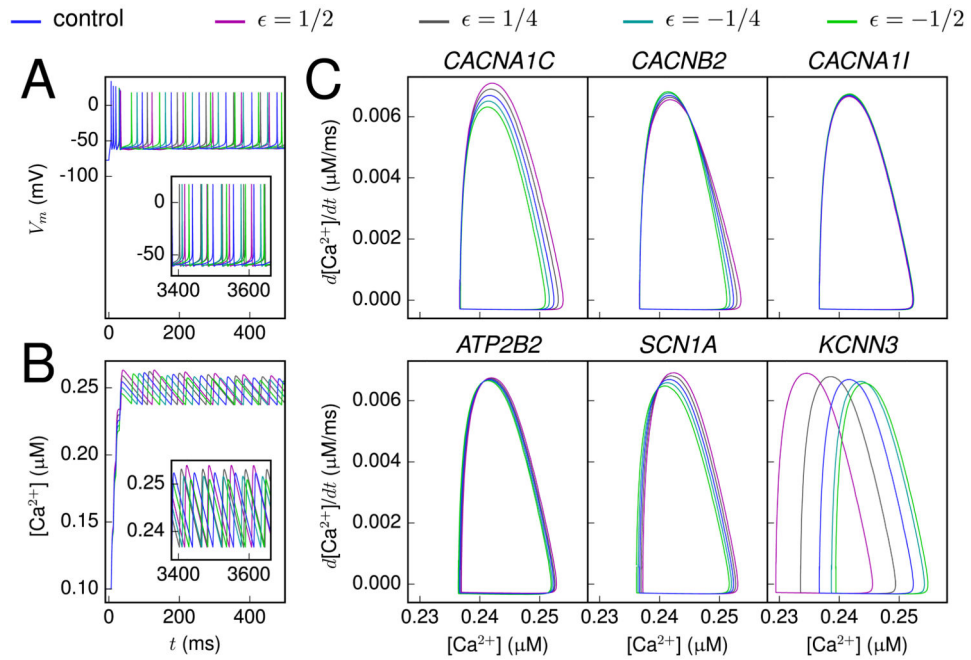 control ϵ = 1/2 ϵ = 1/4 ϵ = −1/4 ϵ = −1/2
A
0
-50
-100
V_m (mV)
0
-50
3400 3600
0 200 400
B
0.25
0.20
0.15
0.10
[Ca²⁺] (μM)
0.25
0.24
3400 3600
0 200 400
t (ms)
C
CACNA1C CACNB2 CACNA1I
0.006
0.004
0.002
0.000
d[Ca²⁺]/dt (μM/ms)
ATP2B2 SCN1A KCNN3
0.006
0.004
0.002
0.000
d[Ca²⁺]/dt (μM/ms)
0.23 0.24 0.25 0.23 0.24 0.25 0.23 0.24 0.25
[Ca²⁺] (μM) [Ca²⁺] (μM) [Ca²⁺] (μM)